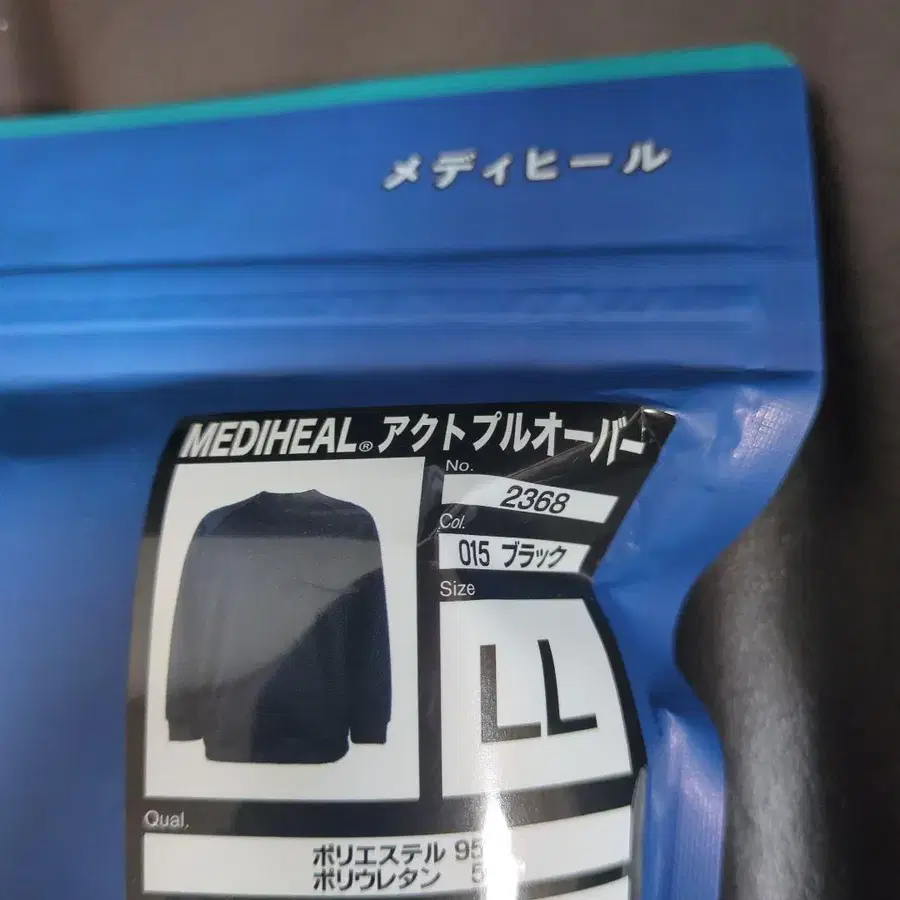 メディヒール
MEDIHEAL® アクトプルオーバー
No.
2368
Col.
015 ブラック
Size
LL
Qual.
ポリエステル 95
ポリウレタン 5